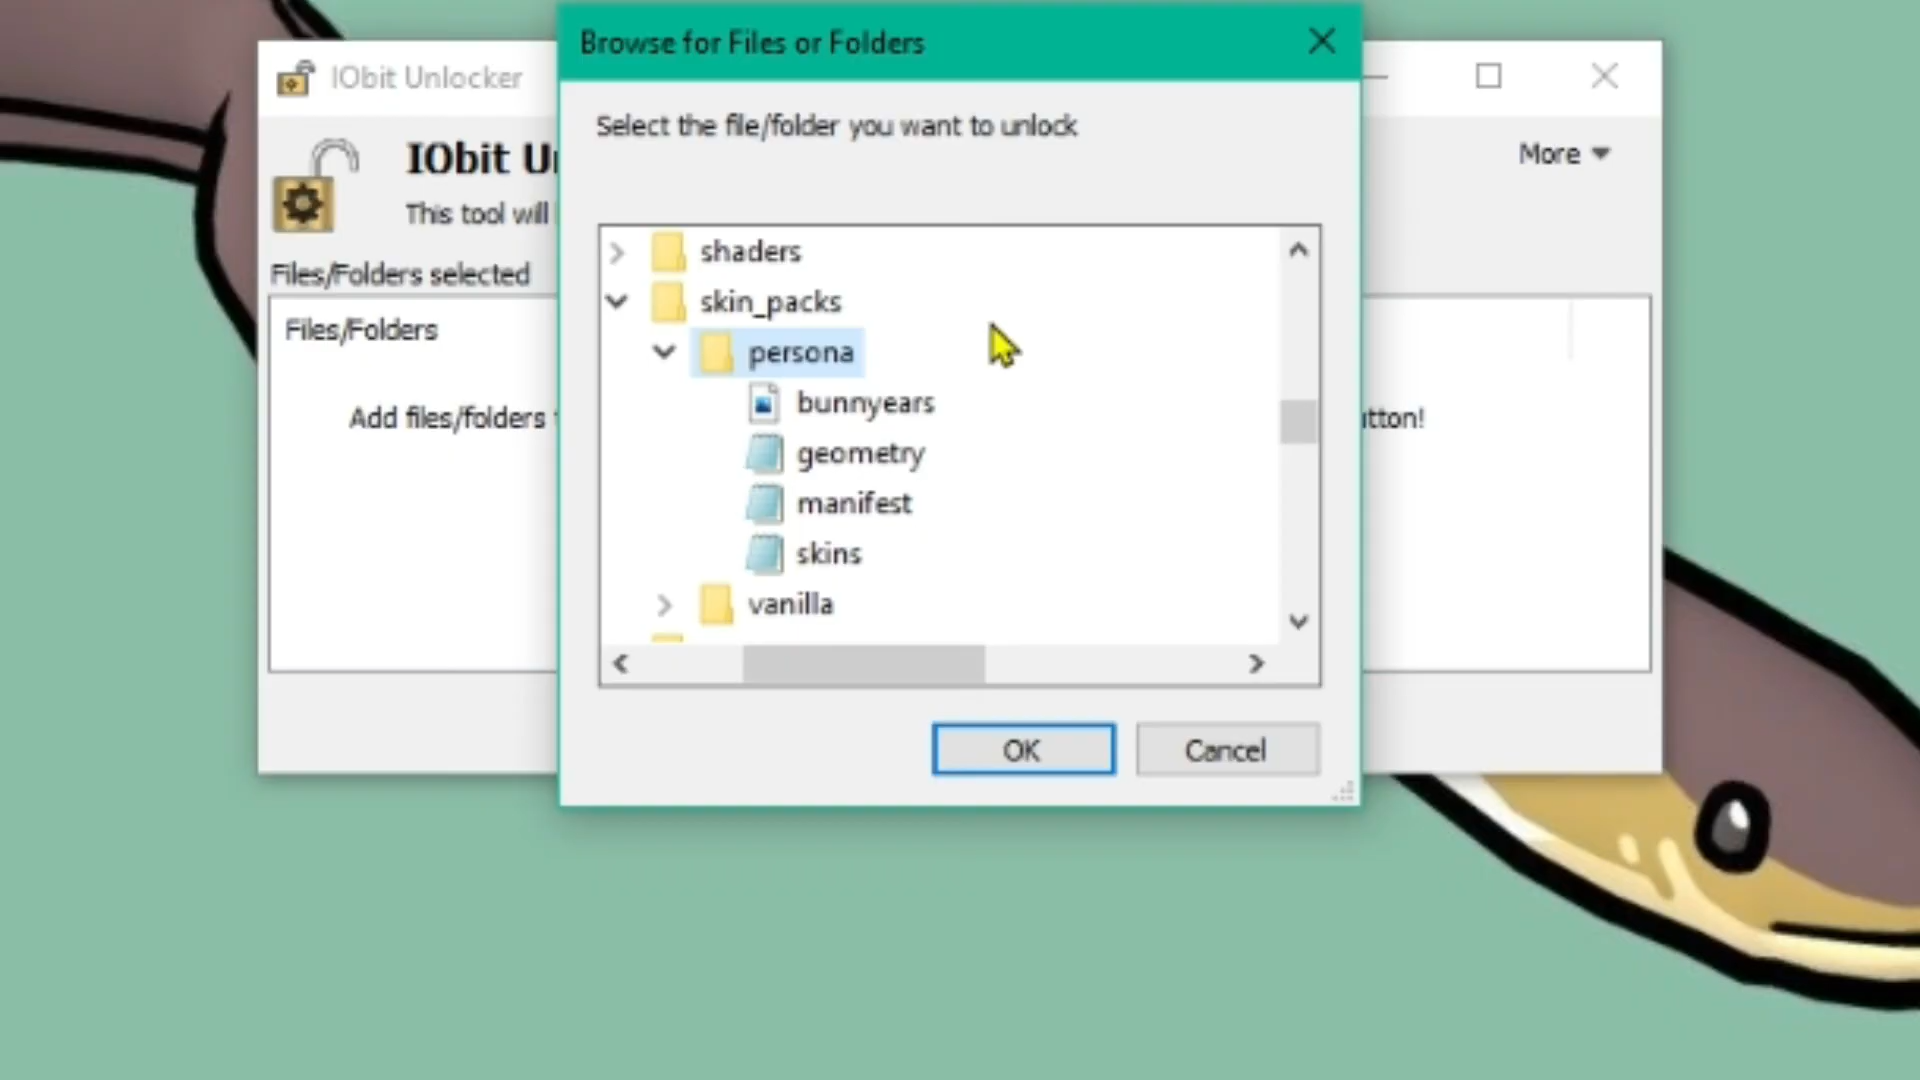 Browse for Files or Folders
IObit Unlocker
Select the file/folder you want to unlock
IObit
More
This tool will
Files/Folders selected
Files/Folders
Add files/folders
shaders
skin_packs
persona
bunnyears
geometry
manifest
skins
vanilla
OK
Cancel